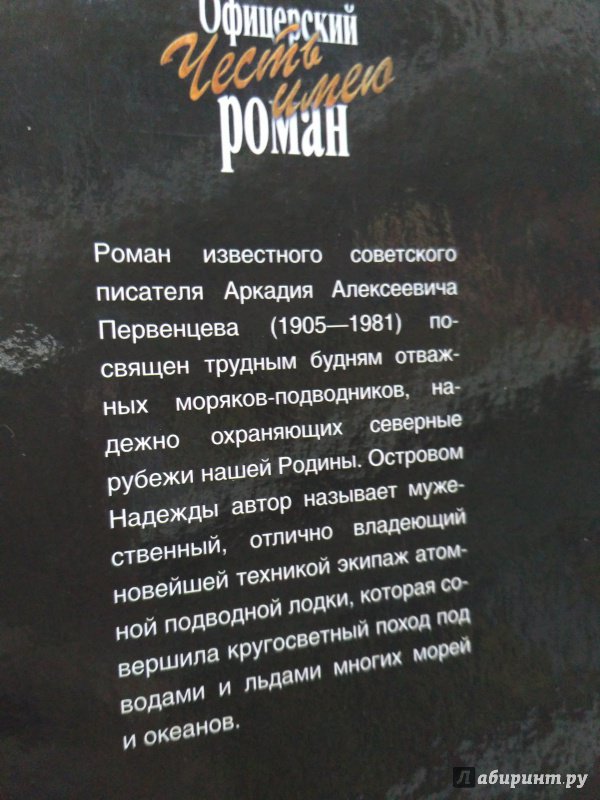 Офицерский
Честь имею
роман
Роман известного советского
писателя Аркадия Алексеевича
Первенцева (1905—1981) по-
священ трудным будням отваж-
ных моряков-подводников, на-
дежно охраняющих северные
рубежи нашей Родины. Островом
Надежды автор называет муже-
ственный, отлично владеющий
новейшей техникой экипаж атом-
ной подводной лодки, которая со-
вершила кругосветный поход под
водами и льдами многих морей
и океанов.
Лабиринт.ру